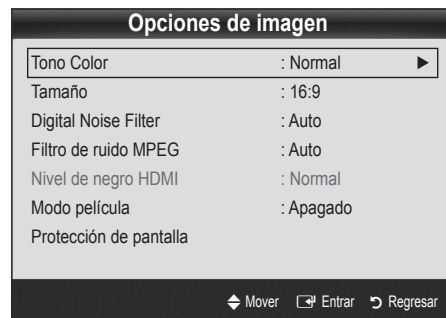 Opciones de imagen
Tono Color : Normal ►
Tamaño : 16:9
Digital Noise Filter : Auto
Filtro de ruido MPEG : Auto
Nivel de negro HDMI : Normal
Modo película : Apagado
Protección de pantalla
Mover Entrar Regresar